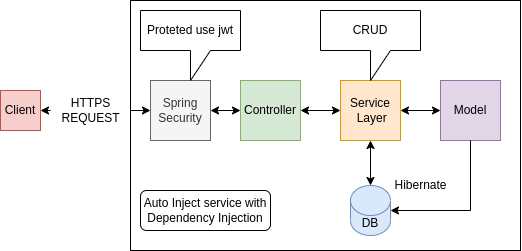 Proteted use jwt
CRUD
Client
HTTPS
REQUEST
Spring
Security
Controller
Service
Layer
Model
Hibernate
DB
Auto Inject service with
Dependency Injection